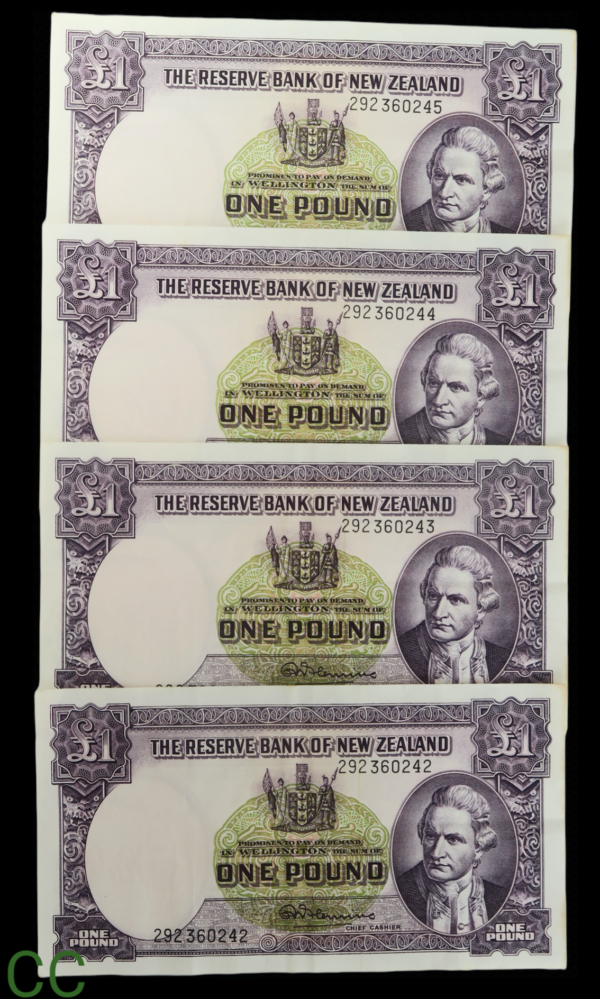 £1 £1
THE RESERVE BANK OF NEW ZEALAND
292360245
PROMISES TO PAY ON DEMAND
IN WELLINGTON THE SUM OF
ONE POUND
£1 £1
THE RESERVE BANK OF NEW ZEALAND
292360244
PROMISES TO PAY ON DEMAND
IN WELLINGTON THE SUM OF
ONE POUND
£1 £1
THE RESERVE BANK OF NEW ZEALAND
292360243
PROMISES TO PAY ON DEMAND
IN WELLINGTON THE SUM OF
ONE POUND
£1 £1
THE RESERVE BANK OF NEW ZEALAND
292360242
PROMISES TO PAY ON DEMAND
IN WELLINGTON THE SUM OF
ONE POUND
CHIEF CASHIER
ONE
POUND
292360242
ONE
POUND
CC